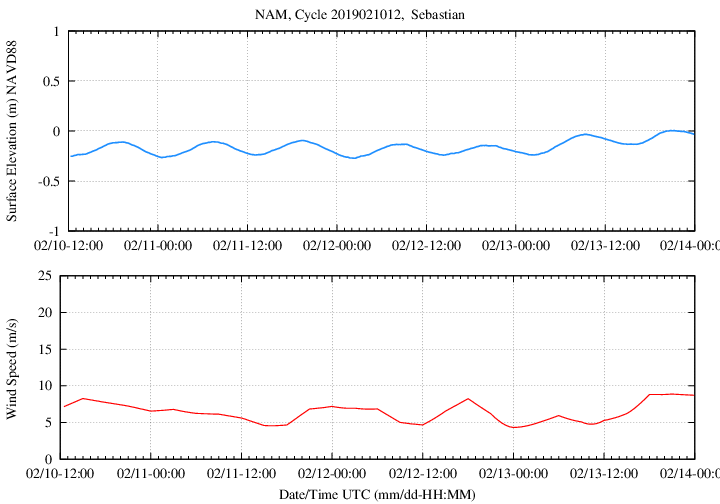 NAM, Cycle 2019021012,  Sebastian
Surface Elevation (m) NAVD88
1
0.5
0
-0.5
-1
02/10-12:00 02/11-00:00 02/11-12:00 02/12-00:00 02/12-12:00 02/13-00:00 02/13-12:00 02/14-00:0
Wind Speed (m/s)
25
20
15
10
5
0
02/10-12:00 02/11-00:00 02/11-12:00 02/12-00:00 02/12-12:00 02/13-00:00 02/13-12:00 02/14-00:0
Date/Time UTC (mm/dd-HH:MM)